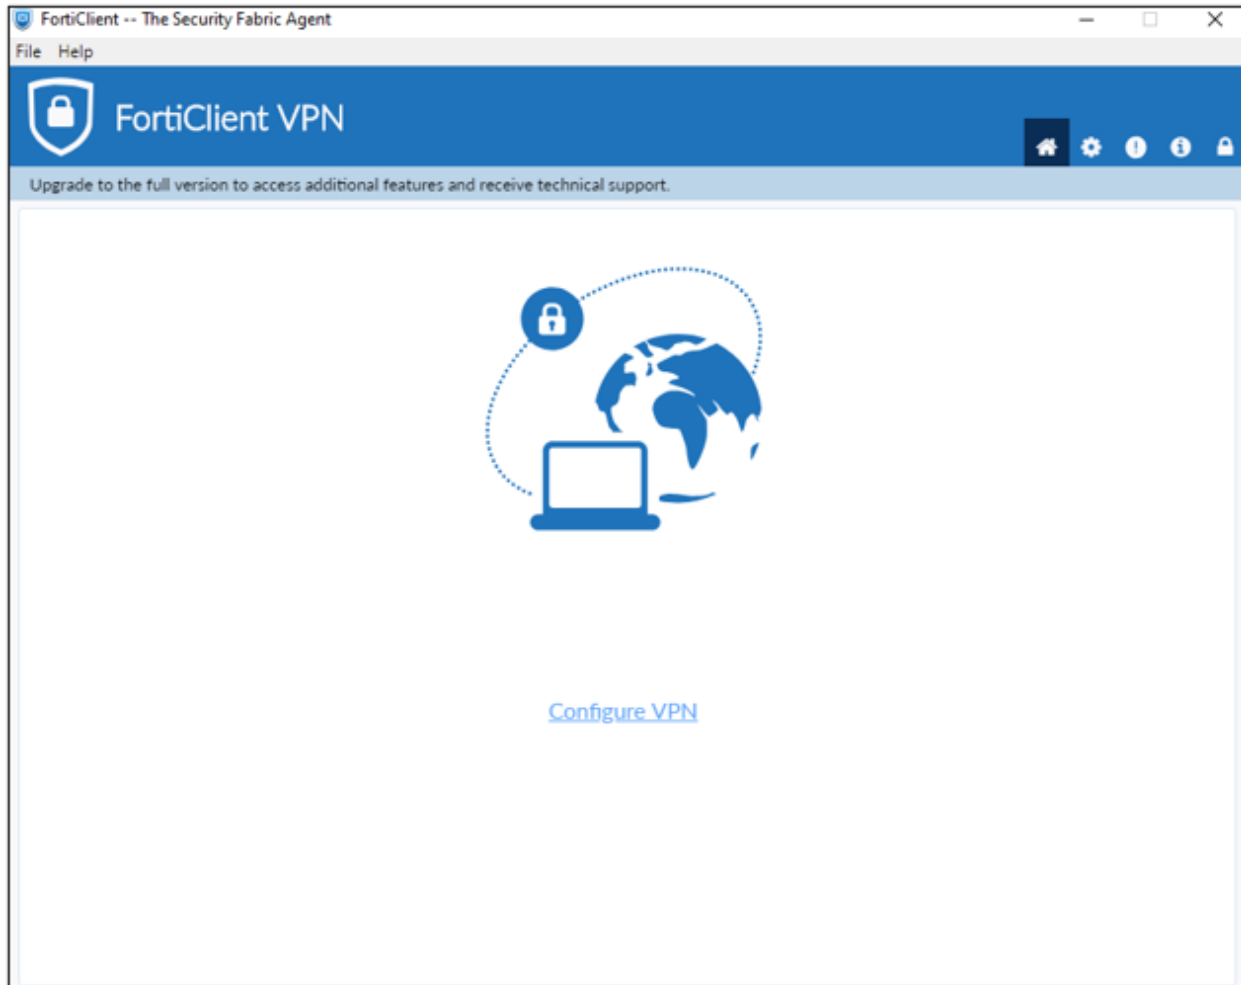 FortiClient -- The Security Fabric Agent
File Help
FortiClient VPN
Upgrade to the full version to access additional features and receive technical support.
Configure VPN